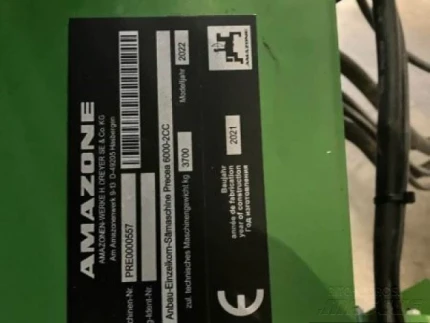 AMAZONE
AMAZONEN-WERKE H. DREYER SE & Co. KG
Am Amazonenwerk 9-13 D-49205 Hasbergen
PRE0000557
Anbau-Einzelkorn-Sämaschine Precea 6000-2CC
zul. technisches Maschinengewicht kg 3700
Modelljahr 2022
Baujahr 2021
année de fabrication
year of construction
Год изготовления
CE
AMAZONE